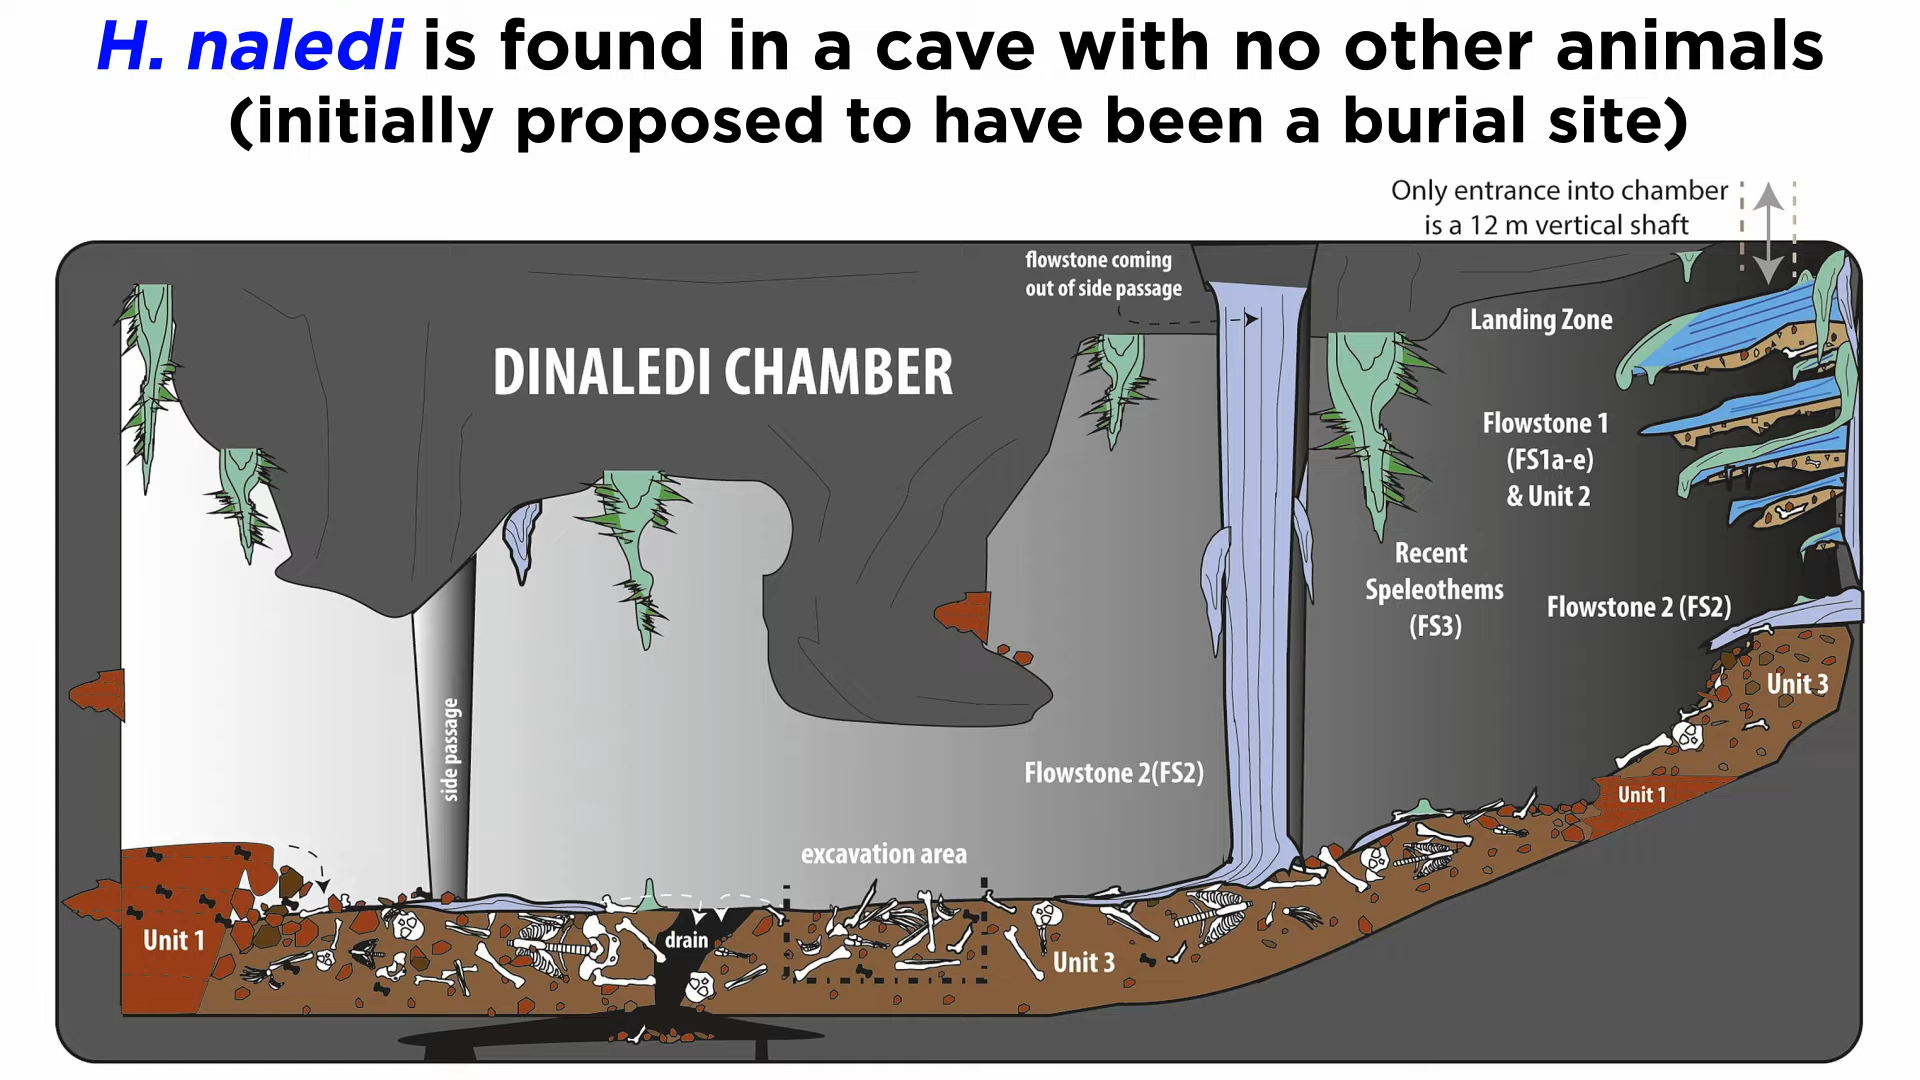 H. naledi is found in a cave with no other animals
(initially proposed to have been a burial site)
Only entrance into chamber
is a 12 m vertical shaft
flowstone coming
out of side passage
Landing Zone
DINALEDI CHAMBER
Flowstone 1
(FS1a-e)
& Unit 2
Recent
Speleothems
(FS3)
Flowstone 2 (FS2)
Unit 3
side passage
Flowstone 2(FS2)
Unit 1
excavation area
Unit 1
drain
Unit 3